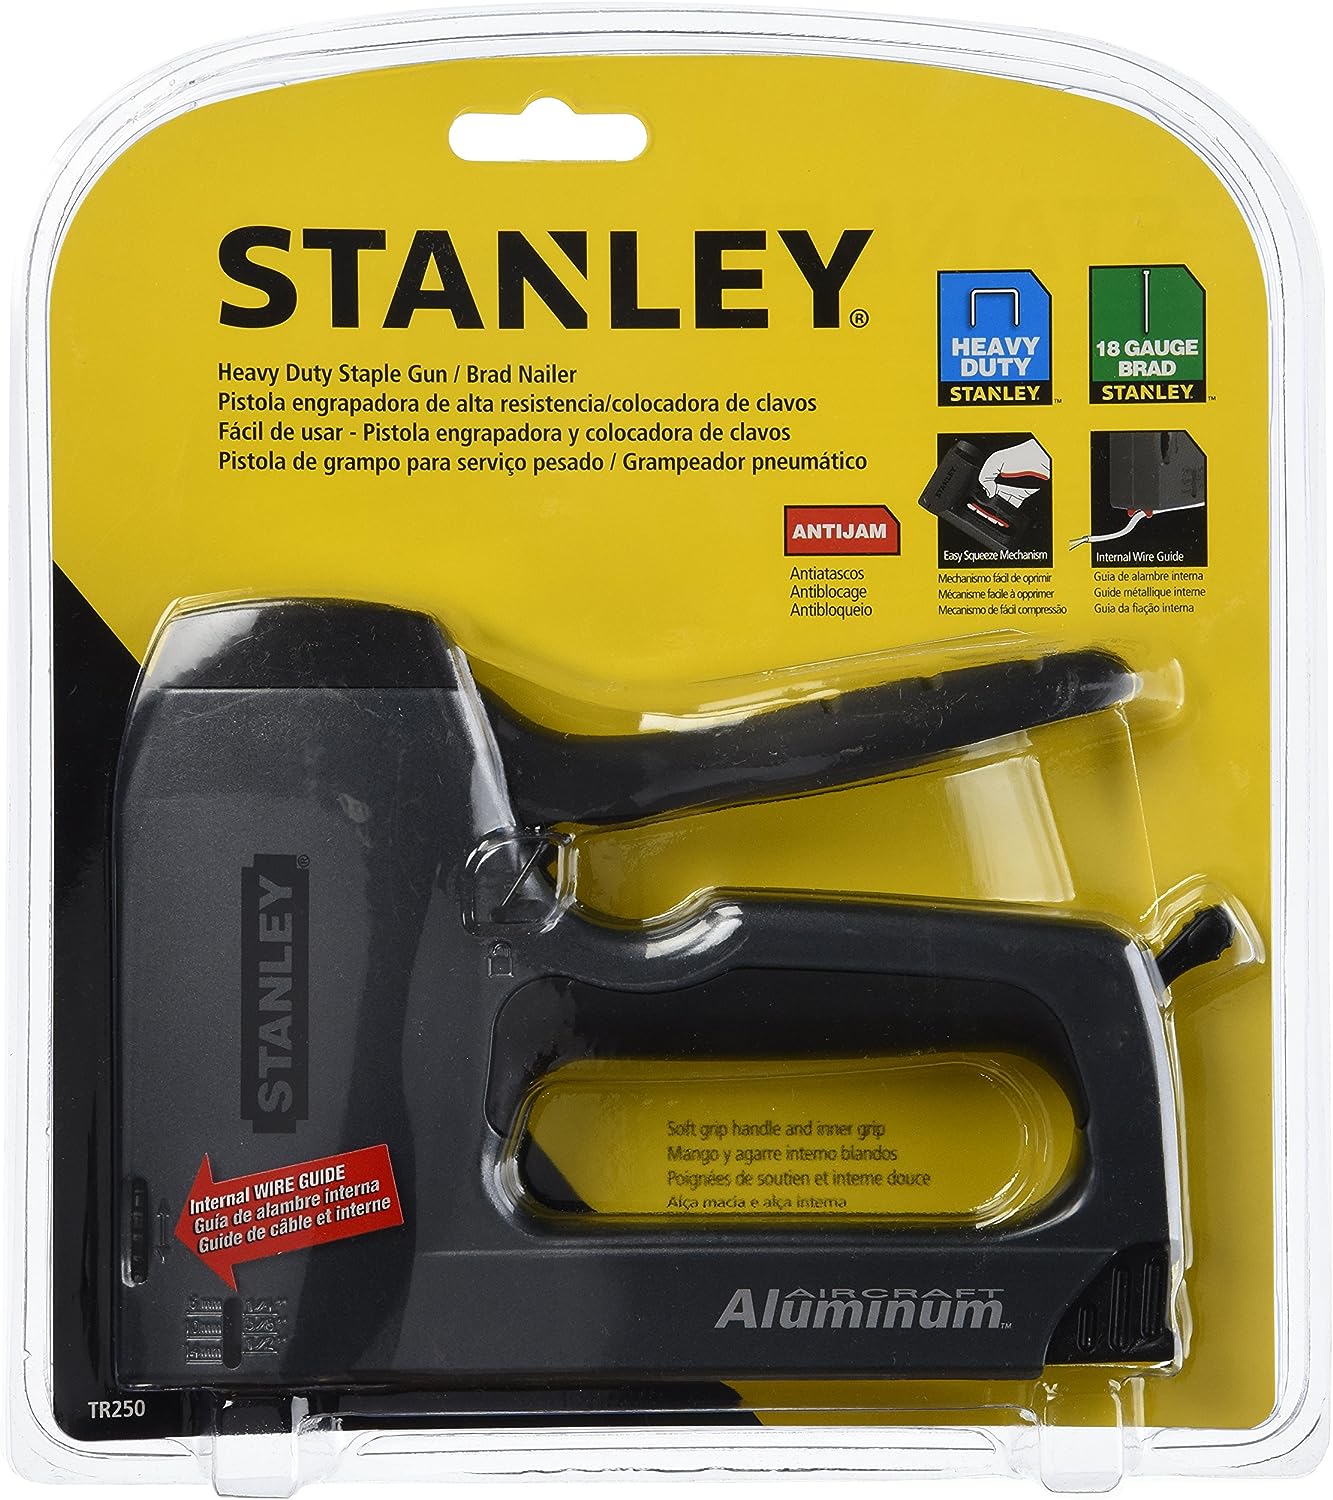 STANLEY®
Heavy Duty Staple Gun / Brad Nailer
Pistola engrapadora de alta resistencia/colocadora de clavos
Fácil de usar - Pistola engrapadora y colocadora de clavos
Pistola de grampo para serviço pesado / Grampeador pneumático
HEAVY
DUTY
STANLEY™
18 GAUGE
BRAD
STANLEY™
ANTIJAM
Antiatascos
Antiblocage
Antibloqueio
STANLEY
Easy Squeeze Mechanism
Mechanismo fácil de oprimir
Mécanisme facile à opprimer
Mecanismo de fácil compressão
Internal Wire Guide
Guia de alambre interna
Guide métallique interne
Guia da fiação interna
STANLEY®
Soft grip handle and inner grip
Mango y agarre interno blandos
Poignées de soutien et interne douce
Alça macia e alça interna
Internal WIRE GUIDE
Guía de alambre interna
Guide de câble et interne
AIRCRAFT
Aluminum™
TR250